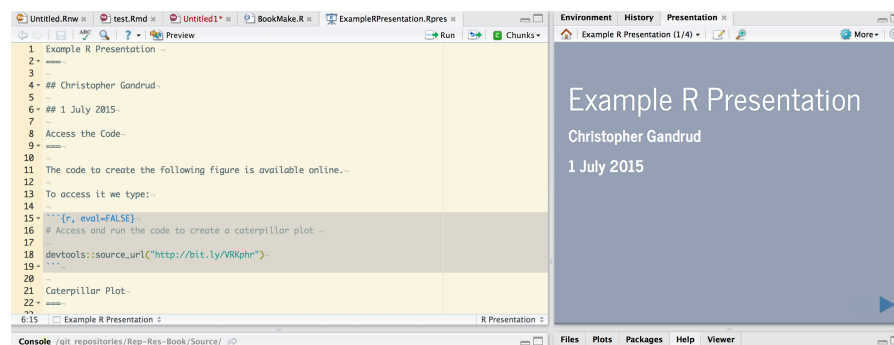 Untitled.Rnw × test.Rmd × Untitled1* × BookMake.R × ExampleRPresentation.Rpres ×
ABC ? Preview Run Chunks
1 Example R Presentation
2 ===
3
4 ## Christopher Gandrud
5
6 ## 1 July 2015
7
8 Access the Code
9 ===
10
11 The code to create the following figure is available online.
12
13 To access it we type:
14
15 ```{r, eval=FALSE}
16 # Access and run the code to create a caterpillar plot
17
18 devtools::source_url("http://bit.ly/VRKphr")
19 ```
20
21 Caterpillar Plot
22 ===
23
6:15 Example R Presentation R Presentation
Console /git_repositories/Rep-Res-Book/Source/
Environment History Presentation ×
Example R Presentation (1/4) More
Example R Presentation
Christopher Gandrud
1 July 2015
Files Plots Packages Help Viewer